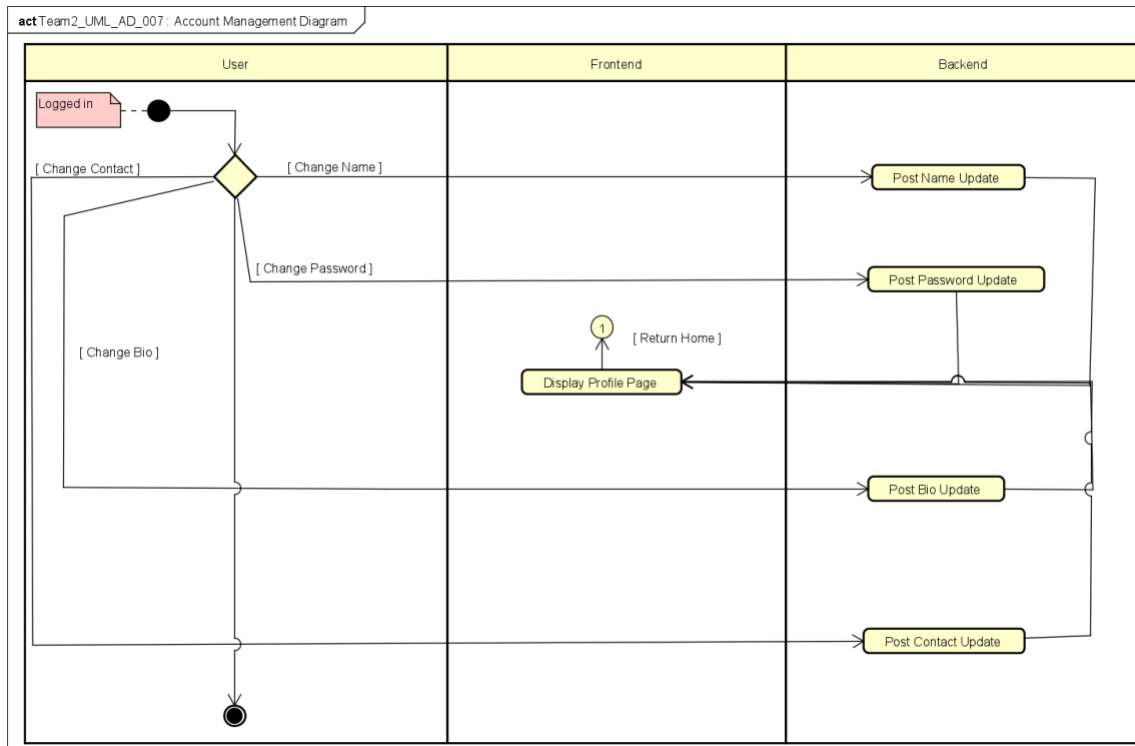 act Team2_UML_AD_007 : Account Management Diagram
User
Frontend
Backend
Logged in
[ Change Contact ]
[ Change Name ]
Post Name Update
[ Change Password ]
Post Password Update
1
[ Return Home ]
[ Change Bio ]
Display Profile Page
Post Bio Update
Post Contact Update